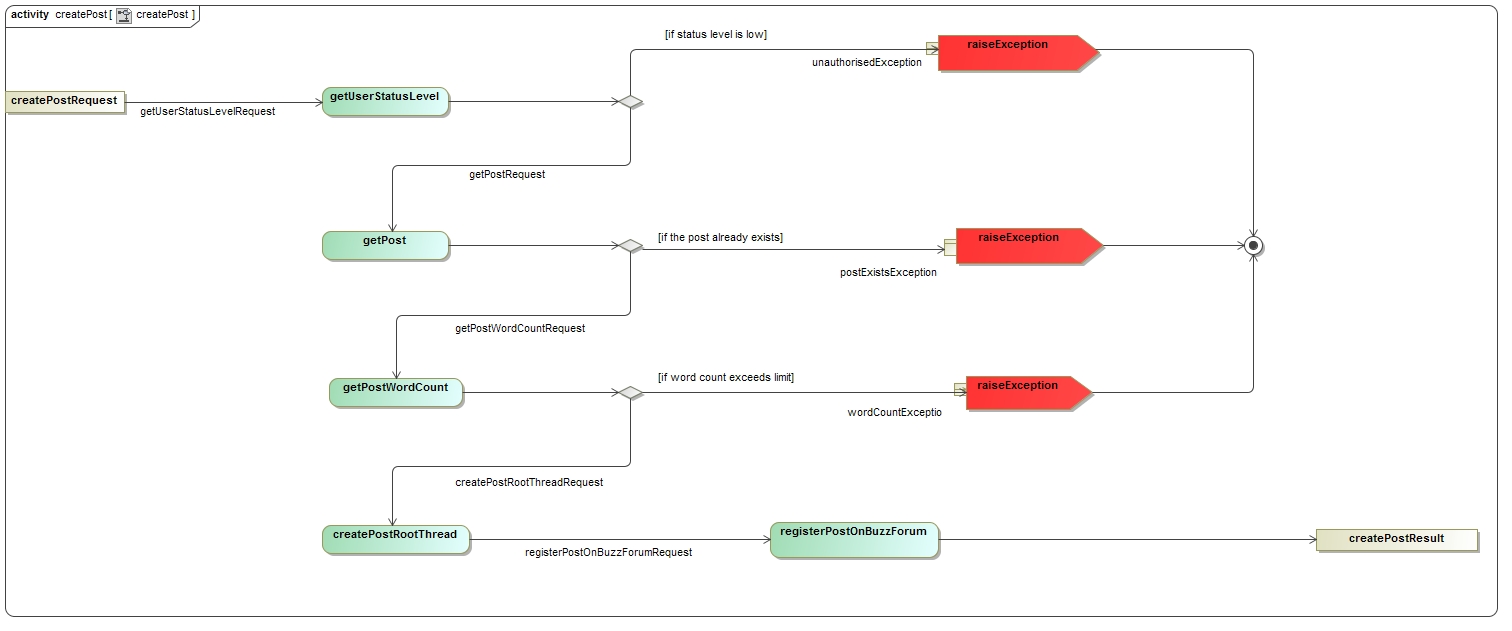 activity createPost[ createPost ]
[if status level is low]
raiseException
unauthorisedException
createPostRequest
getUserStatusLevelRequest
getUserStatusLevel
getPostRequest
getPost
[if the post already exists]
raiseException
postExistsException
getPostWordCountRequest
getPostWordCount
[if word count exceeds limit]
raiseException
wordCountExceptio
createPostRootThreadRequest
createPostRootThread
registerPostOnBuzzForumRequest
registerPostOnBuzzForum
createPostResult